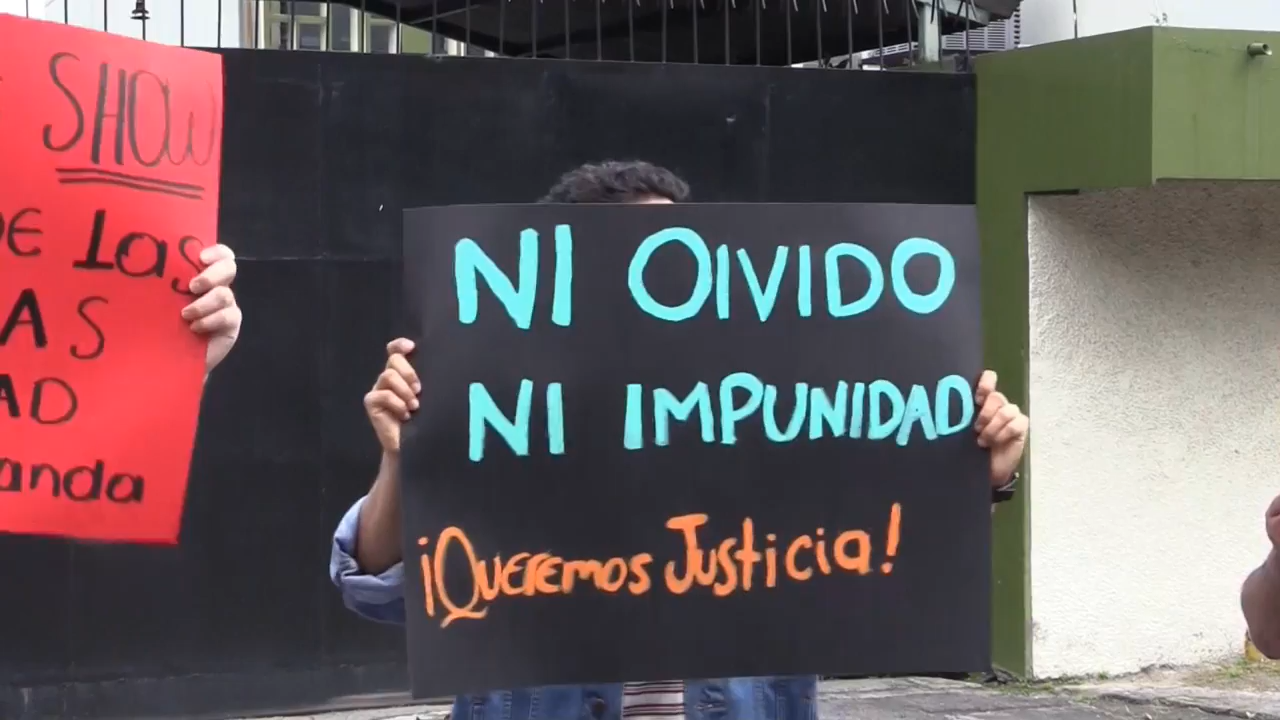 SHOW
DE Las
AS
AD
anda
NI OlVIDO
NI IMPUNIDAD
¡QUEREMOS JUSTICIA!